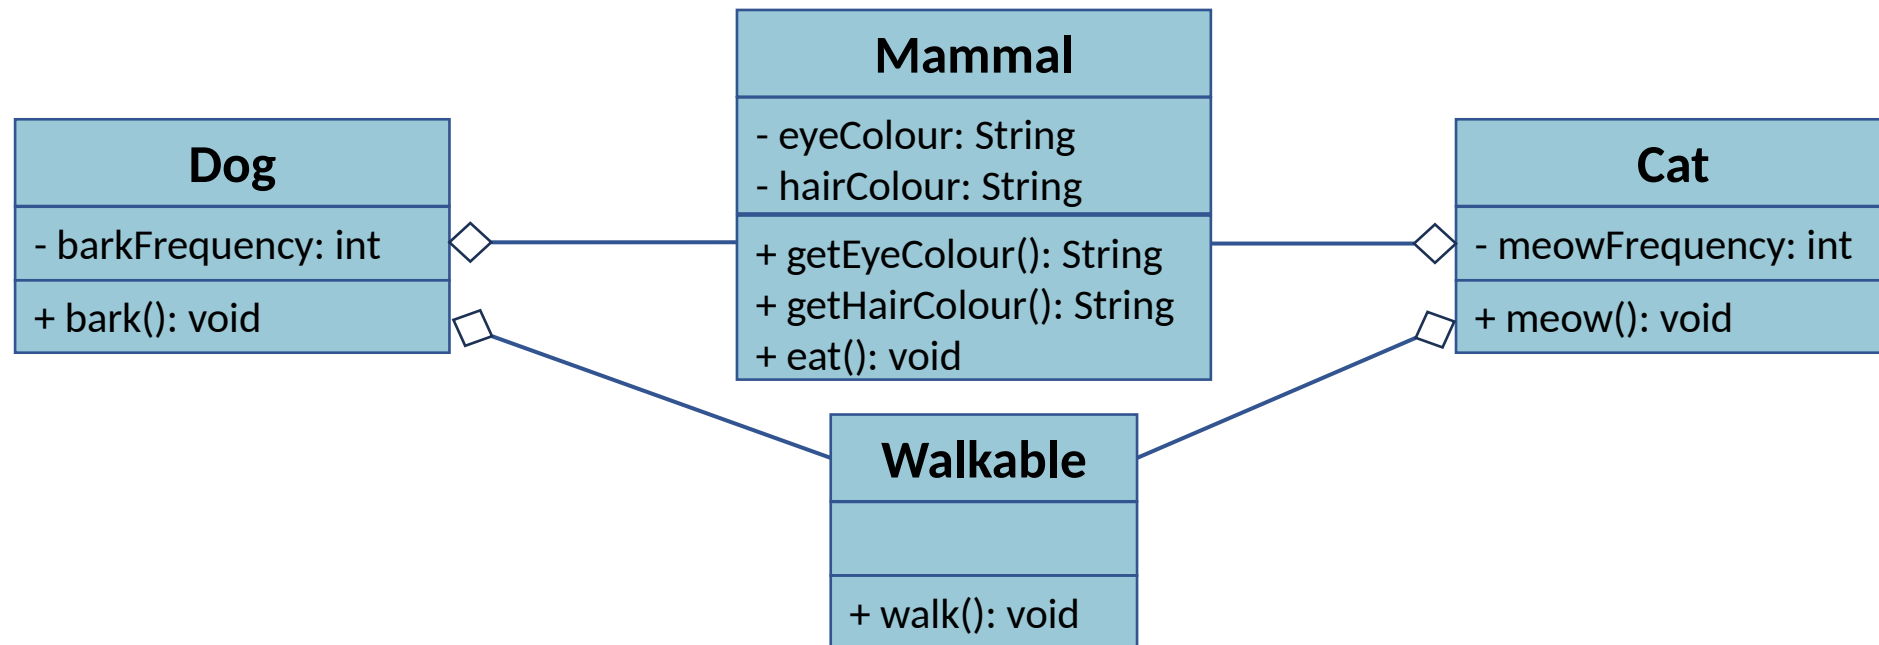 Mammal
- eyeColour: String
- hairColour: String
+ getEyeColour(): String
+ getHairColour(): String
+ eat(): void
Dog
- barkFrequency: int
+ bark(): void
Cat
- meowFrequency: int
+ meow(): void
Walkable
+ walk(): void